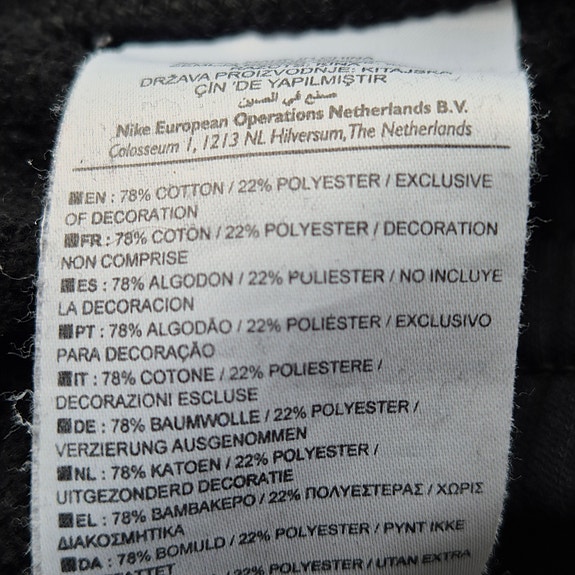 DRŽAVA PROIZVODNJE: KITAJSKA
ÇİN 'DE YAPILMIŞTIR
صنع في الصين
Nike European Operations Netherlands B.V.
Colosseum 1, 1213 NL Hilversum, The Netherlands
EN : 78% COTTON / 22% POLYESTER / EXCLUSIVE
OF DECORATION
FR : 78% COTON / 22% POLYESTER / DECORATION
NON COMPRISE
ES : 78% ALGODON / 22% PULIESTER / NO INCLUYE
LA DECORACION
PT : 78% ALGODÃO / 22% POLIÉSTER / EXCLUSIVO
PARA DECORAÇÃO
IT : 78% COTONE / 22% POLIESTERE /
DECORAZIONI ESCLUSE
DE : 78% BAUMWOLLE / 22% POLYESTER /
VERZIERUNG AUSGENOMMEN
NL : 78% KATOEN / 22% POLYESTER /
UITGEZONDERD DECORATIE
EL : 78% ΒΑΜΒΑΚΕΡΟ / 22% ΠΟΛΥΕΣΤΕΡΑΣ / ΧΩΡΙΣ
ΔΙΑΚΟΣΜΗΤΙΚΑ
DA : 78% BOMULD / 22% POLYESTER / PYNT IKKE
22% POLYESTER / UTAN EXTRA